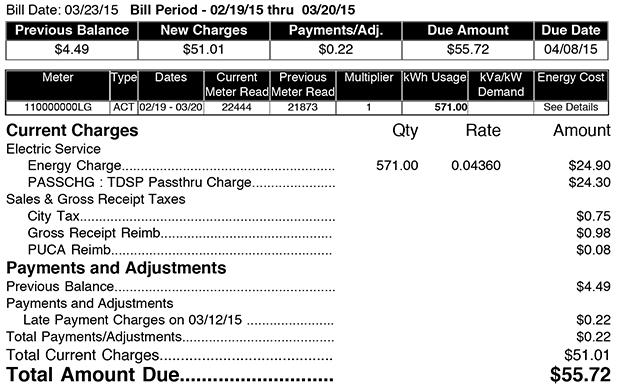 Bill Date: 03/23/15 Bill Period - 02/19/15 thru 03/20/15
Previous Balance New Charges Payments/Adj. Due Amount Due Date
$4.49 $51.01 $0.22 $55.72 04/08/15
Meter Type Dates Current Previous Multiplier kWh Usage kVa/kW Energy Cost
Meter Read Meter Read Demand
110000000LG ACT 02/19 - 03/20 22444 21873 1 571.00 See Details
Current Charges Qty Rate Amount
Electric Service
Energy Charge.................................................. 571.00 0.04360 $24.90
PASSCHG : TDSP Passthru Charge.................... $24.30
Sales & Gross Receipt Taxes
City Tax............................................................ $0.75
Gross Receipt Reimb......................................... $0.98
PUCA Reimb..................................................... $0.08
Payments and Adjustments
Previous Balance.................................................... $4.49
Payments and Adjustments
Late Payment Charges on 03/12/15 ..................... $0.22
Total Payments/Adjustments.................................... $0.22
Total Current Charges........................................ $51.01
Total Amount Due........................... $55.72